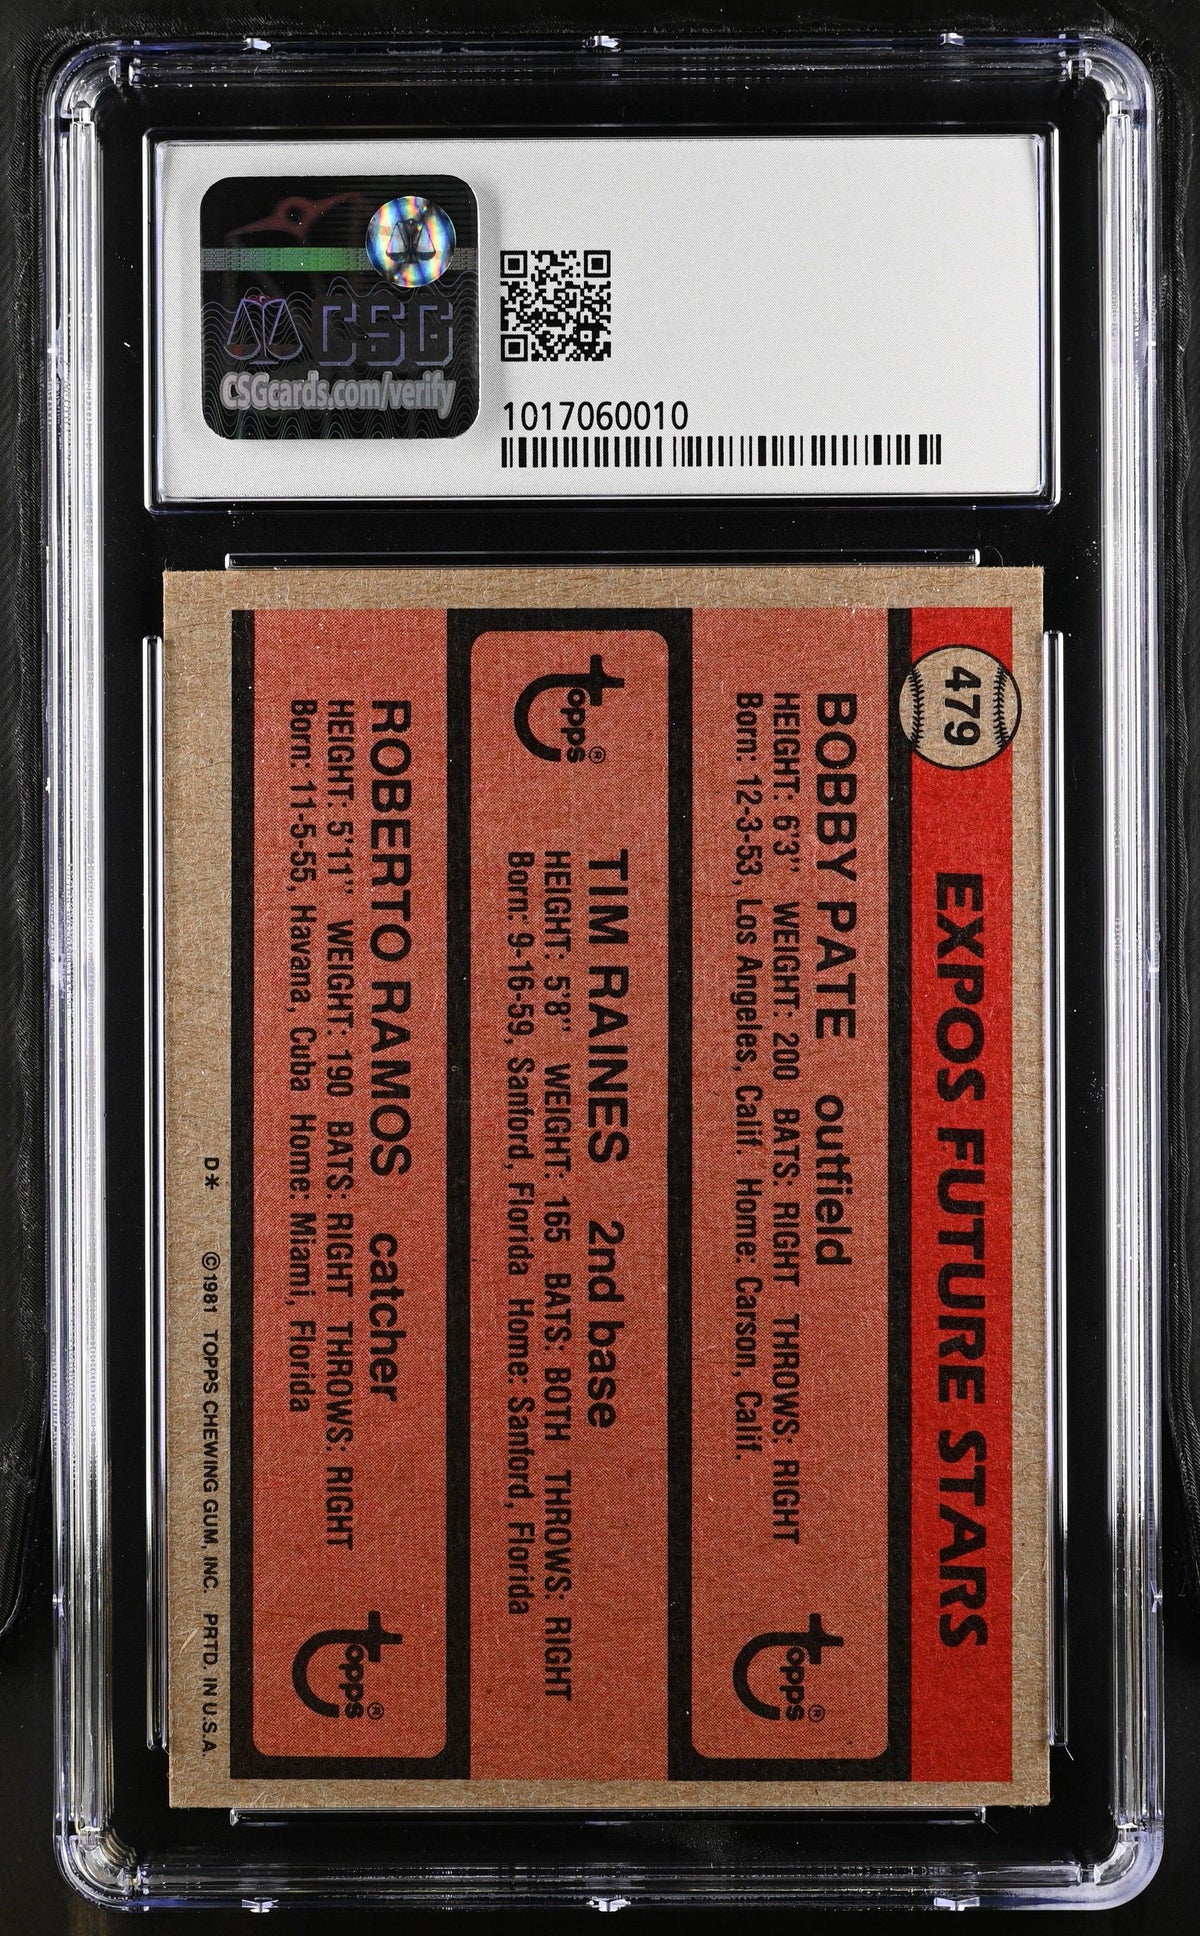 CSG
CSGcards.com/verify
1017060010
479
EXPOS FUTURE STARS
BOBBY PATE outfield
HEIGHT: 6'3" WEIGHT: 200 BATS: RIGHT THROWS: RIGHT
Born: 12-3-53, Los Angeles, Calif. Home: Carson, Calif.
Topps®
Topps®
TIM RAINES 2nd base
HEIGHT: 5'8" WEIGHT: 165 BATS: BOTH THROWS: RIGHT
Born: 9-16-59, Sanford, Florida Home: Sanford, Florida
ROBERTO RAMOS catcher
HEIGHT: 5'11" WEIGHT: 190 BATS: RIGHT THROWS: RIGHT
Born: 11-5-55, Havana, Cuba Home: Miami, Florida
Topps®
D* © 1981 TOPPS CHEWING GUM, INC. PRTD. IN U.S.A.